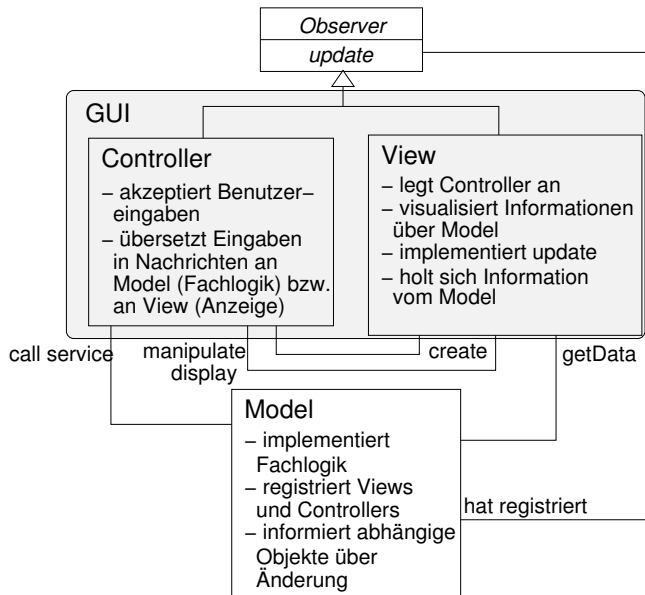 Observer
update
GUI
Controller
– akzeptiert Benutzer–
eingaben
– übersetzt Eingaben
in Nachrichten an
Model (Fachlogik) bzw.
an View (Anzeige)
View
– legt Controller an
– visualisiert Informationen
über Model
– implementiert update
– holt sich Information
vom Model
call service
manipulate
display
create
getData
Model
– implementiert
Fachlogik
– registriert Views
und Controllers
– informiert abhängige
Objekte über
Änderung
hat registriert